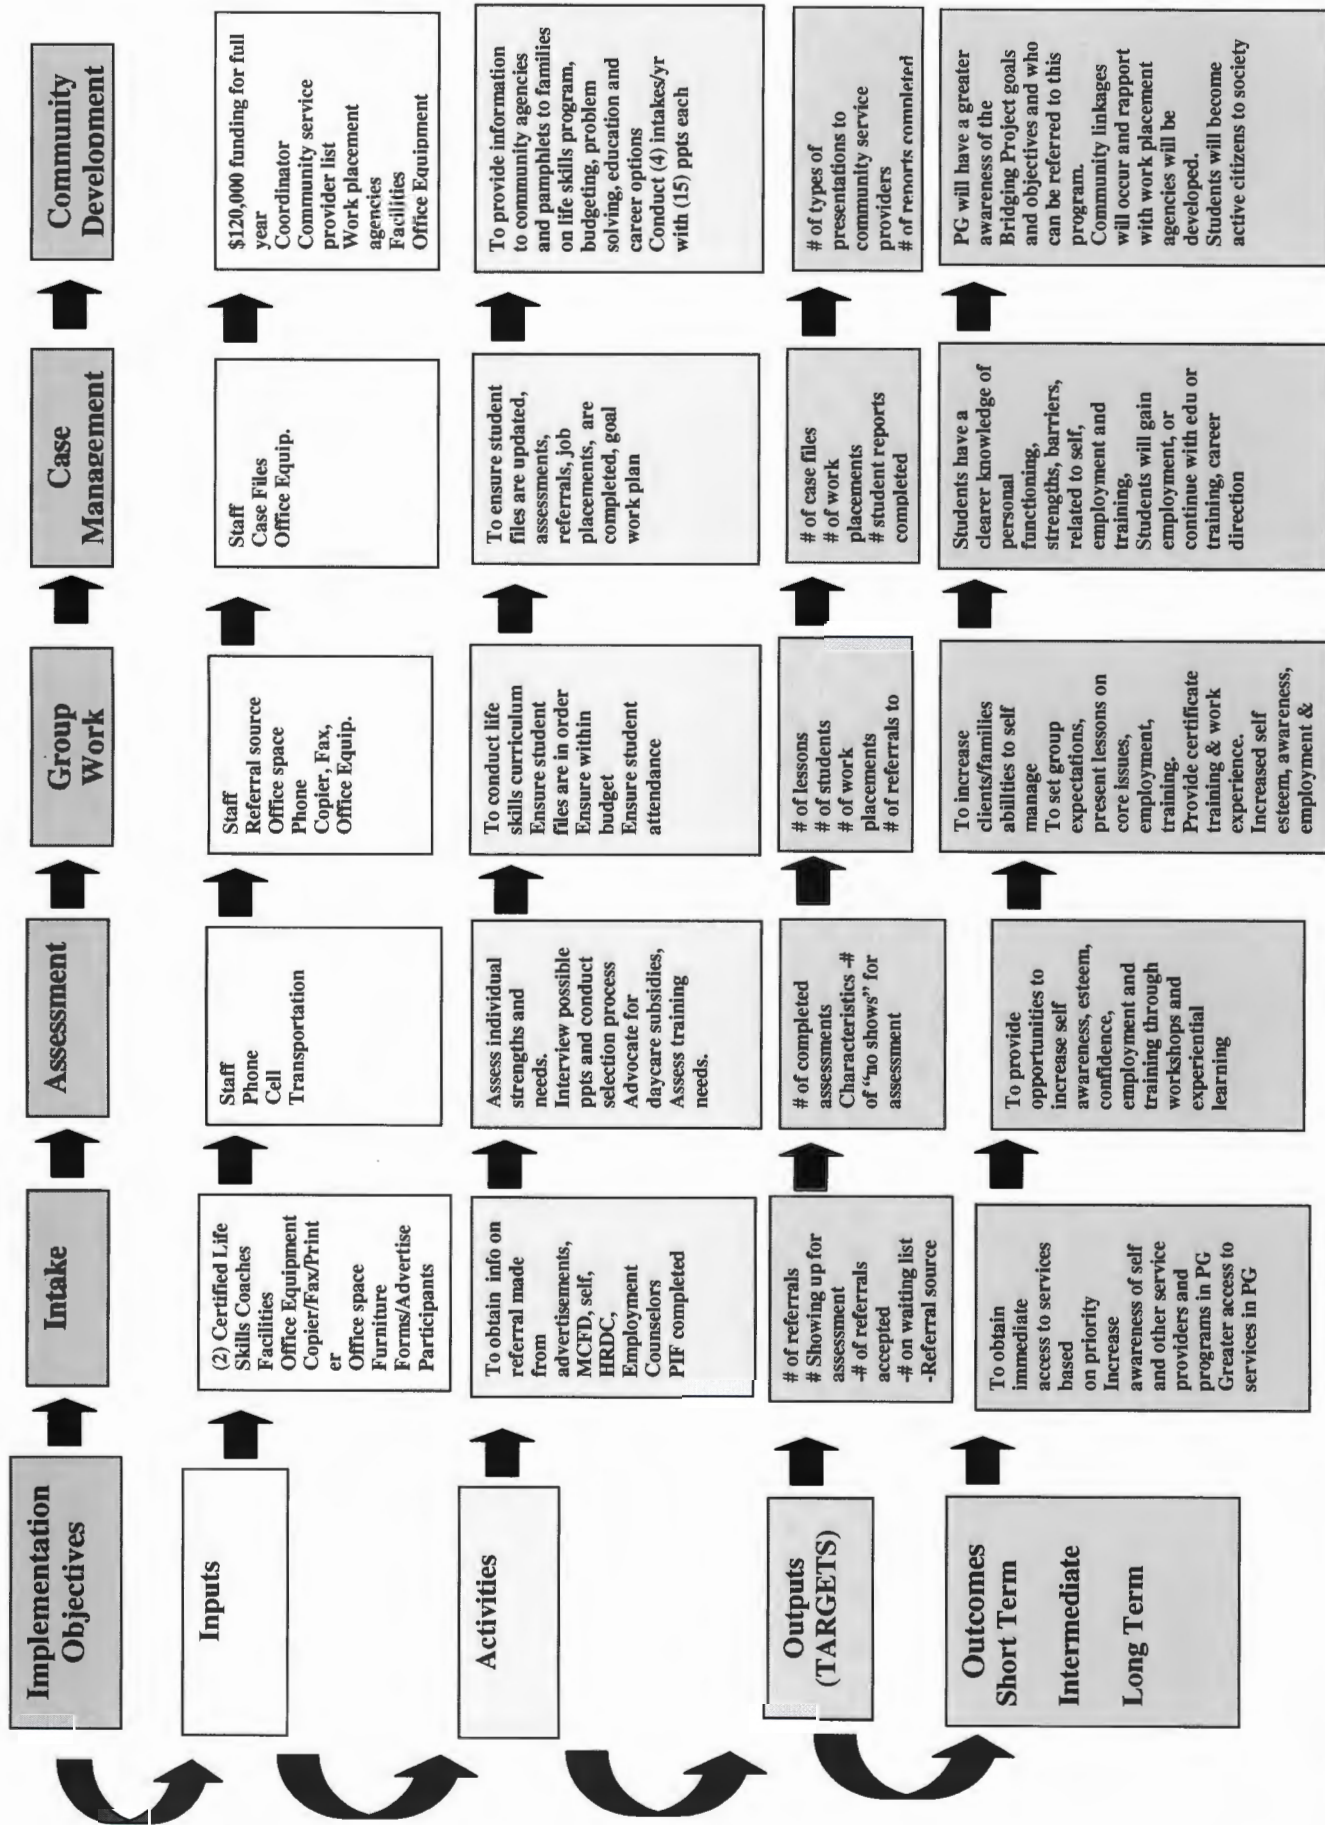 Implementation
Objectives
Intake
Assessment
Group
Work
Case
Management
Community
Development
Inputs
(2) Certified Life
Skills Coaches
Facilities
Office Equipment
Copier/Fax/Print
er
Office space
Furniture
Forms/Advertise
Participants
Staff
Phone
Cell
Transportation
Staff
Referral source
Office space
Phone
Copier, Fax,
Office Equip.
Staff
Case Files
Office Equip.
$120,000 funding for full
year
Coordinator
Community service
provider list
Work placement
agencies
Facilities
Office Equipment
Activities
To obtain info on
referral made
from
advertisements,
MCFD, self,
HRDC,
Employment
Counselors
PIF completed
Assess individual
strengths and
needs.
Interview possible
ppts and conduct
selection process
Advocate for
daycare subsidies,
Assess training
needs.
To conduct life
skills curriculum
Ensure student
files are in order
Ensure within
budget
Ensure student
attendance
To ensure student
files are updated,
assessments,
referrals, job
placements, are
completed, goal
work plan
To provide information
to community agencies
and pamphlets to families
on life skills program,
budgeting, problem
solving, education and
career options
Conduct (4) intakes/yr
with (15) ppts each
Outputs
(TARGETS)
# of referrals
# Showing up for
assessment
-# of referrals
accepted
-# on waiting list
-Referral source
# of completed
assessments
Characteristics -#
of "no shows" for
assessment
# of lessons
# of students
# of work
placements
# of referrals to
# of case files
# of work
placements
# student reports
completed
# of types of
presentations to
community service
providers
# of reports completed
Outcomes
Short Term
Intermediate
Long Term
To obtain
immediate
access to services
based
on priority
Increase
awareness of self
and other service
providers and
programs in PG
Greater access to
services in PG
To provide
opportunities to
increase self
awareness, esteem,
confidence,
employment and
training through
workshops and
experiential
learning
To increase
clients/families
abilities to self
manage
To set group
expectations,
present lessons on
core issues,
employment,
training.
Provide certificate
training & work
experience.
Increased self
esteem, awareness,
employment &
Students have a
clearer knowledge of
personal
functioning,
strengths, barriers,
related to self,
employment and
training,
Students will gain
employment, or
continue with edu or
training, career
direction
PG will have a greater
awareness of the
Bridging Project goals
and objectives and who
can be referred to this
program.
Community linkages
will occur and rapport
with work placement
agencies will be
developed.
Students will become
active citizens to society